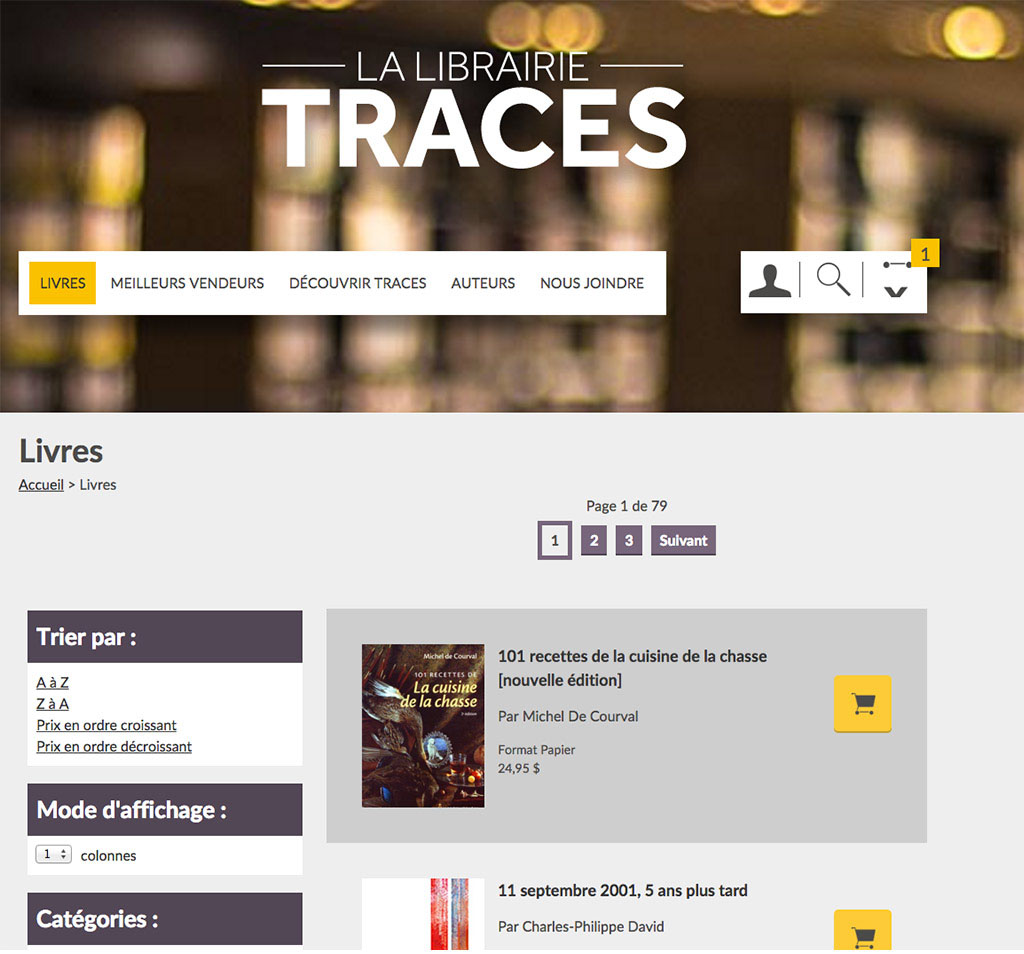 LA LIBRAIRIE
TRACES
LIVRES MEILLEURS VENDEURS DÉCOUVRIR TRACES AUTEURS NOUS JOINDRE
1
Livres
Accueil > Livres
Page 1 de 79
1 2 3 Suivant
Trier par :
A à Z
Z à A
Prix en ordre croissant
Prix en ordre décroissant
Mode d'affichage :
1 colonnes
Catégories :
Michel de Courval
101 RECETTES DE
La cuisine
de la chasse
101 recettes de la cuisine de la chasse
[nouvelle édition]
Par Michel De Courval
Format Papier
24,95 $
11 septembre 2001, 5 ans plus tard
Par Charles-Philippe David